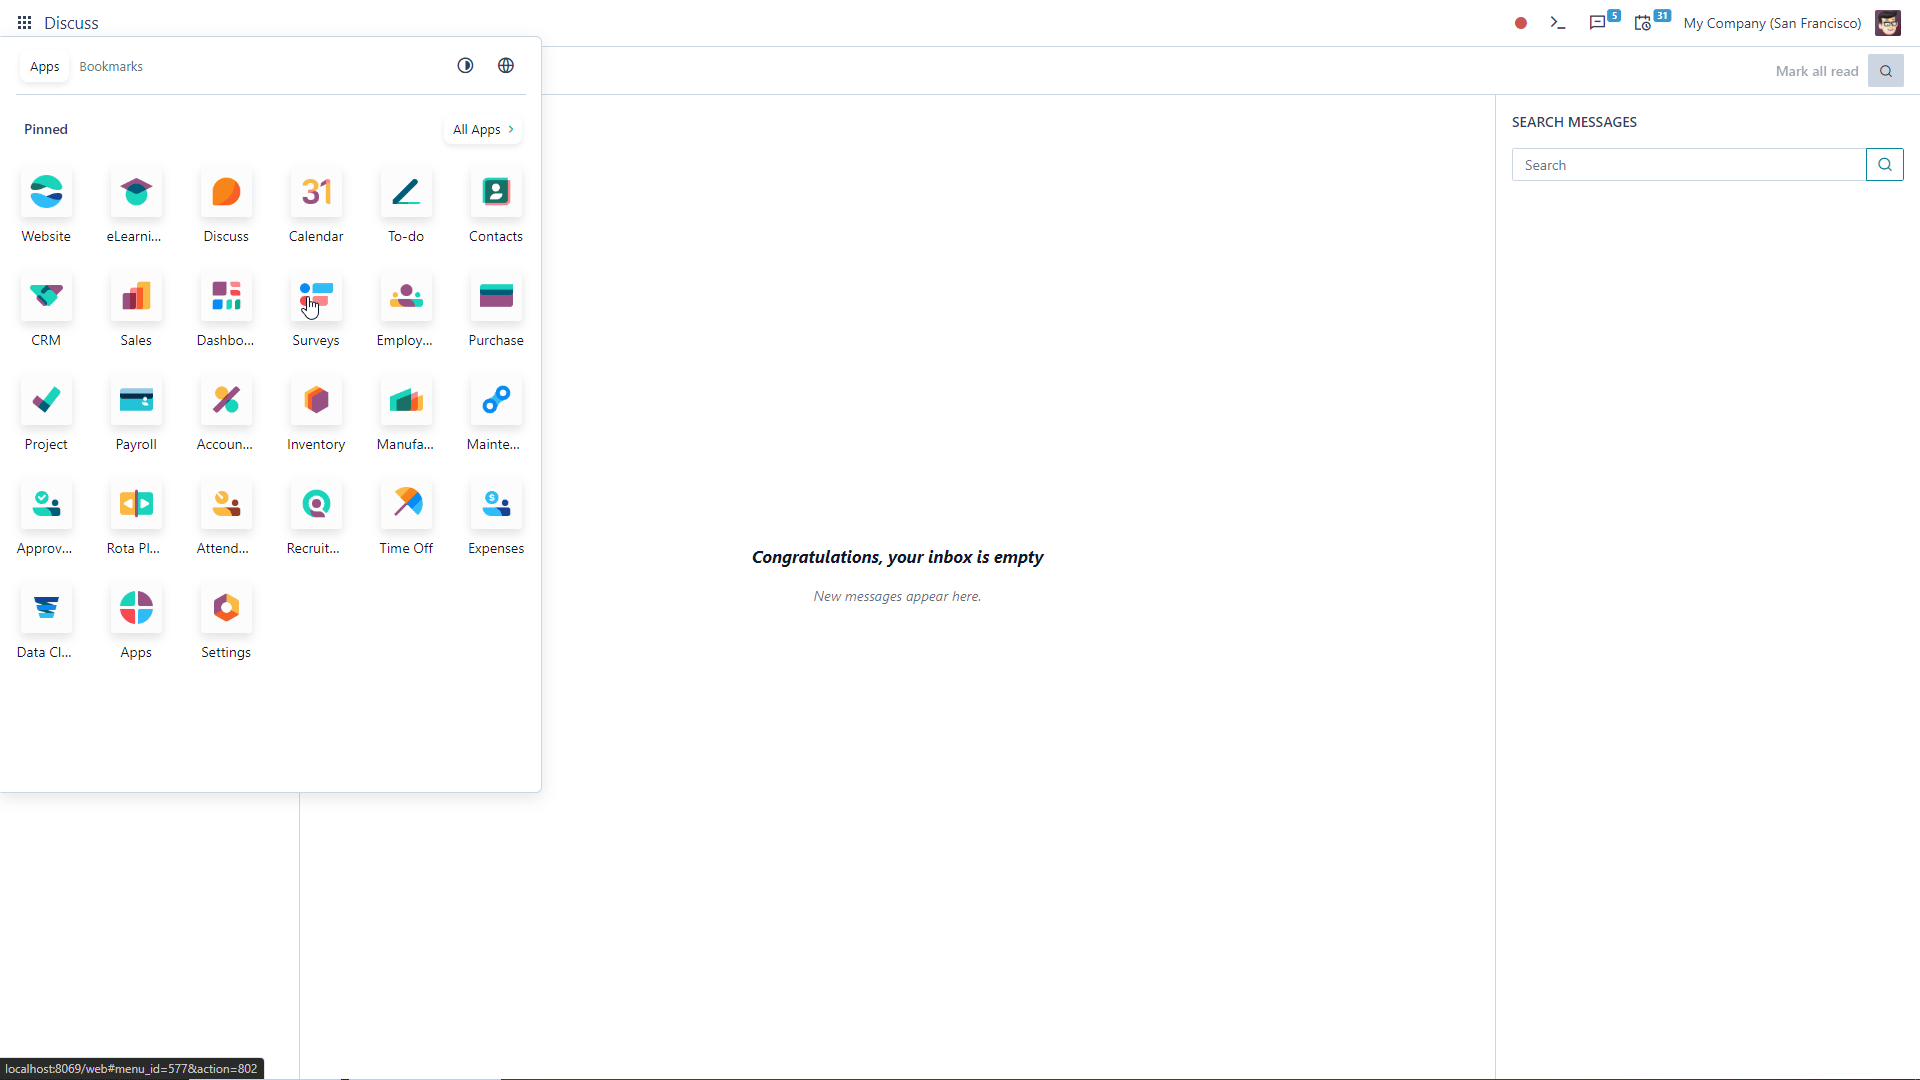 Discuss
5
31
My Company (San Francisco)
Apps
Bookmarks
Mark all read
Pinned
All Apps
SEARCH MESSAGES
Search
31
Website
eLearni...
Discuss
Calendar
To-do
Contacts
CRM
Sales
Dashbo...
Surveys
Employ...
Purchase
Project
Payroll
Accoun...
Inventory
Manufa...
Mainte...
$
Approv...
Rota Pl...
Attend...
Recruit...
Time Off
Expenses
Congratulations, your inbox is empty
New messages appear here.
Data Cl...
Apps
Settings
localhost:8069/web#menu_id=577&action=802